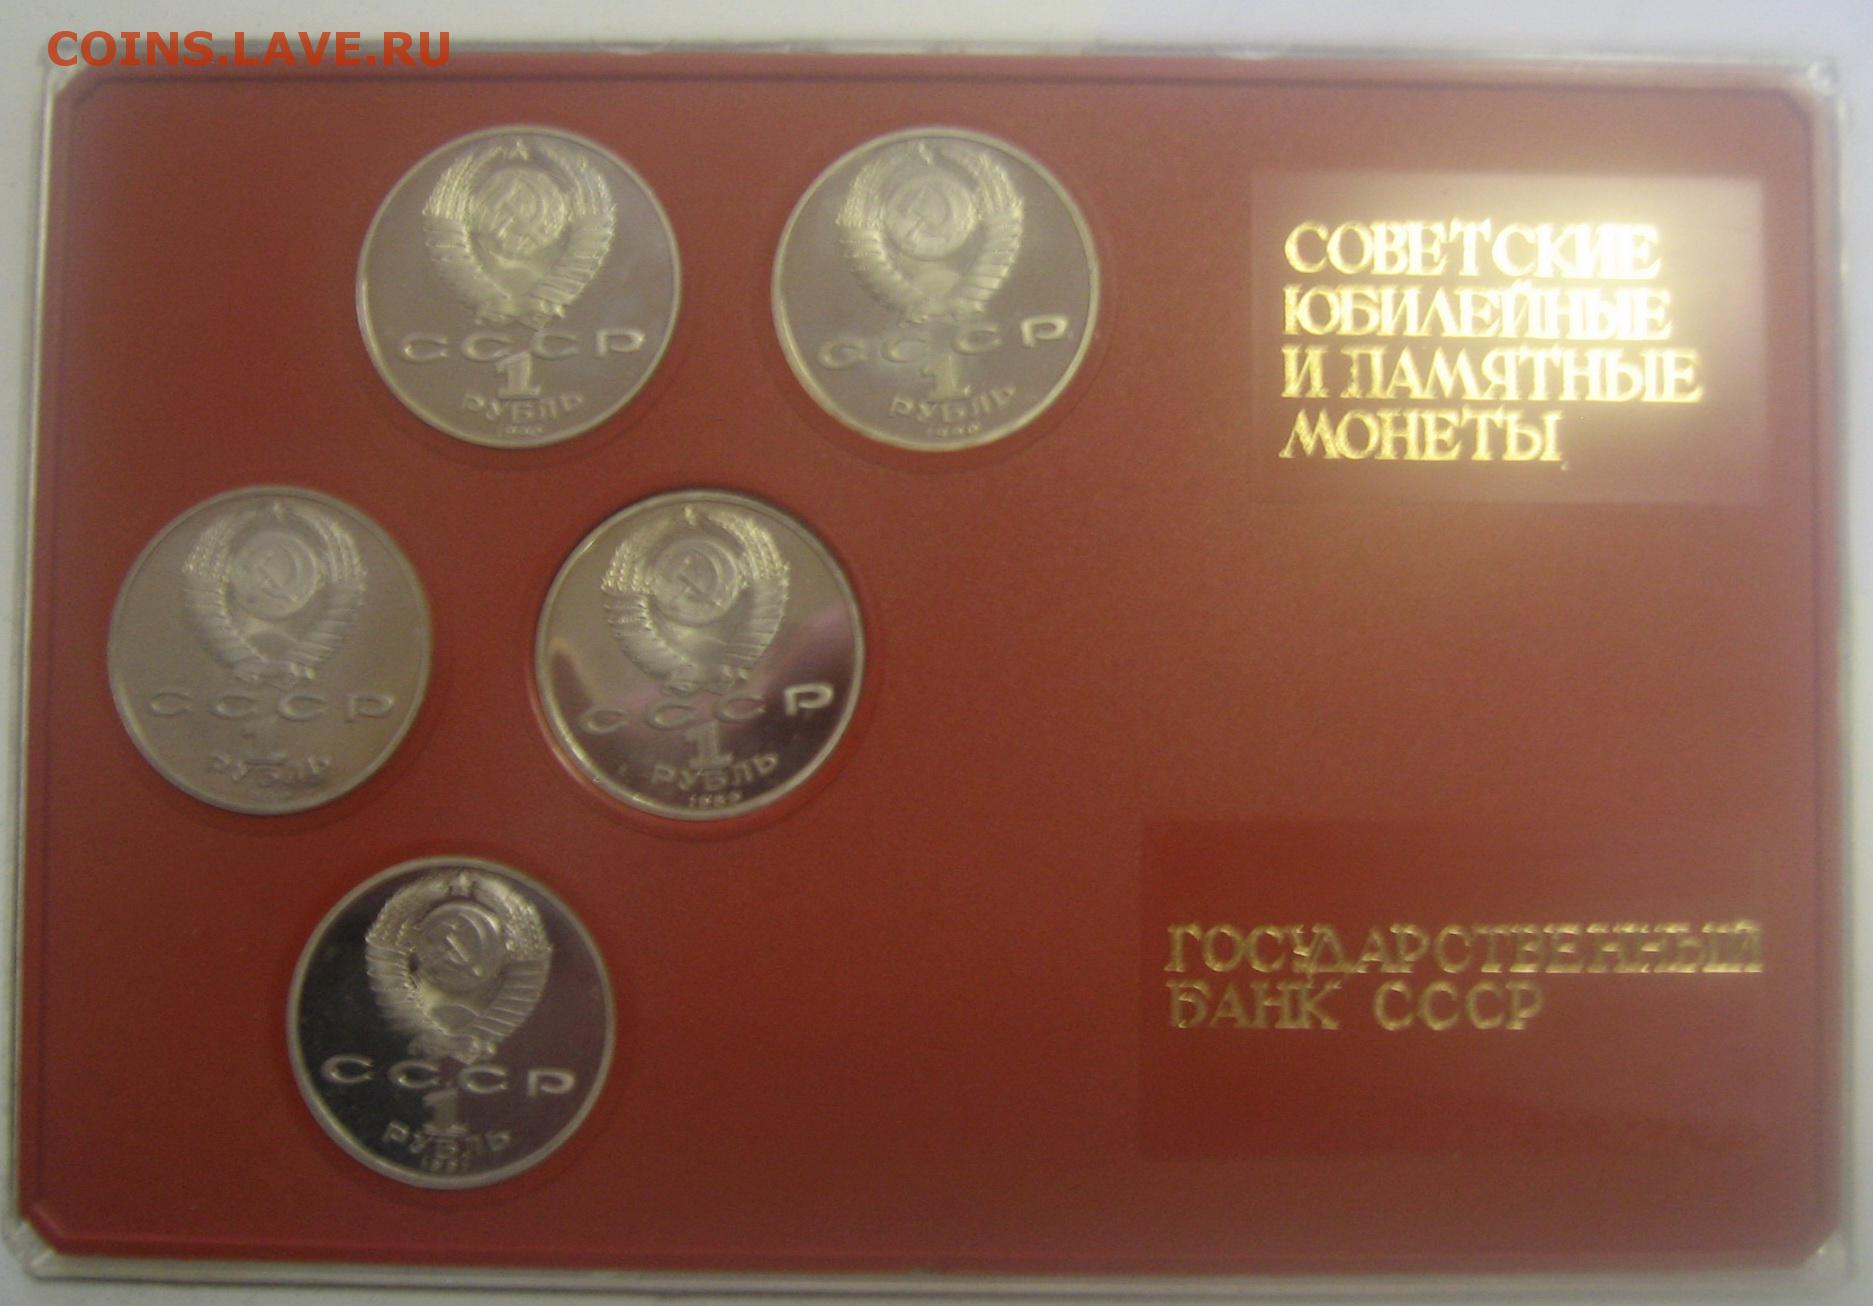 COINS.LAVE.RU
СОВЕТСКИЕ
ЮБИЛЕЙНЫЕ
И ПАМЯТНЫЕ
МОНЕТЫ
СССР
1
РУБЛЬ
СССР
1
РУБЛЬ
СССР
1
РУБЛЬ
СССР
1
РУБЛЬ
ГОСУДАРСТВЕННЫЙ
БАНК СССР
СССР
1
РУБЛЬ